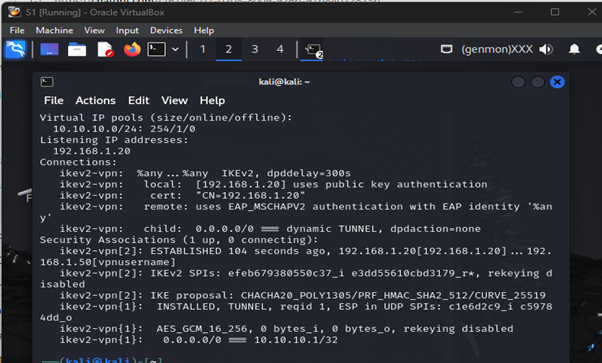 S1 [Running] - Oracle VirtualBox
File Machine View Input Devices Help
1 2 3 4 2 (genmon)XXX
kali@kali: ~
File Actions Edit View Help
Virtual IP pools (size/online/offline):
10.10.10.0/24: 254/1/0
Listening IP addresses:
192.168.1.20
Connections:
ikev2-vpn: %any...%any IKEv2, dpddelay=300s
ikev2-vpn: local: [192.168.1.20] uses public key authentication
ikev2-vpn: cert: "CN=192.168.1.20"
ikev2-vpn: remote: uses EAP_MSCHAPV2 authentication with EAP identity '%an
y'
ikev2-vpn: child: 0.0.0.0/0 === dynamic TUNNEL, dpdaction=none
Security Associations (1 up, 0 connecting):
ikev2-vpn[2]: ESTABLISHED 104 seconds ago, 192.168.1.20[192.168.1.20]...192.
168.1.50[vpnusername]
ikev2-vpn[2]: IKEv2 SPIs: efeb679380550c37_i e3dd55610cbd3179_r*, rekeying d
isabled
ikev2-vpn[2]: IKE proposal: CHACHA20_POLY1305/PRF_HMAC_SHA2_512/CURVE_25519
ikev2-vpn{1}: INSTALLED, TUNNEL, reqid 1, ESP in UDP SPIs: c1e6d2c9_i c5978
4dd_o
ikev2-vpn{1}: AES_GCM_16_256, 0 bytes_i, 0 bytes_o, rekeying disabled
ikev2-vpn{1}: 0.0.0.0/0 === 10.10.10.1/32
(kali㉿kali)-[~]